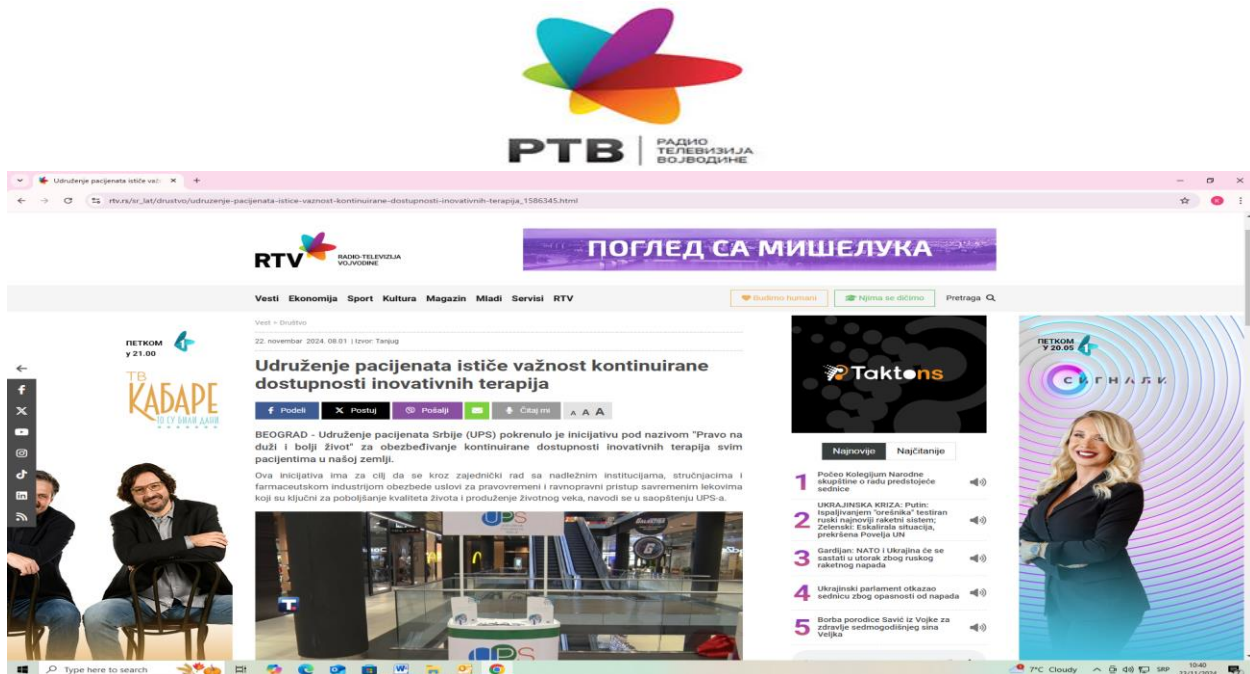 РТВ
РАДИО
ТЕЛЕВИЗИЈА
ВОЈВОДИНЕ
Udruženje pacijenata ističe važ
rtv.rs/sr_lat/drustvo/udruzenje-pacijenata-istice-vaznost-kontinuirane-dostupnosti-inovativnih-terapija_1586345.html
RTV
RADIO-TELEVIZIJA
VOJVODINE
ПОГЛЕД СА МИШЕЛУКА
Vesti Ekonomija Sport Kultura Magazin Mladi Servisi RTV
Budimo humani
Njima se dičimo
Pretraga
Vest > Društvo
22. novembar 2024. 08.01 | Izvor: Tanjug
Udruženje pacijenata ističe važnost kontinuirane
dostupnosti inovativnih terapija
Podeli
Postuj
Pošalji
Čitaj mi
A A A
BEOGRAD - Udruženje pacijenata Srbije (UPS) pokrenulo je inicijativu pod nazivom "Pravo na
duži i bolji život" za obezbeđivanje kontinuirane dostupnosti inovativnih terapija svim
pacijentima u našoj zemlji.
Ova inicijativa ima za cilj da se kroz zajednički rad sa nadležnim institucijama, stručnjacima i
farmaceutskom industrijom obezbede uslovi za pravovremeni i ravnopravni pristup savremenim lekovima
koji su ključni za poboljšanje kvaliteta života i produženje životnog veka, navodi se u saopštenju UPS-a.
UPS
UPS
ПЕТКОМ
у 21.00
ТВ
КАБАРЕ
ТО СУ БИЛИ ДАНИ
Taktons
Najnovije
Najčitanije
1
Počeo Kolegijum Narodne
skupštine o radu predstojeće
sednice
2
UKRAJINSKA KRIZA: Putin:
Ispaljivanjem "orešnika" testiran
ruski najnoviji raketni sistem;
Zelenski: Eskalirala situacija,
prekršena Povelja UN
3
Gardijan: NATO i Ukrajina će se
sastati u utorak zbog ruskog
raketnog napada
4
Ukrajinski parlament otkazao
sednicu zbog opasnosti od napada
5
Borba porodice Savić iz Vojke za
zdravlje sedmogodišnjeg sina
Veljka
ПЕТКОМ
У 20.05
СИГНАЛИ
Type here to search
7°C Cloudy
SRP
10:40
22/11/2024